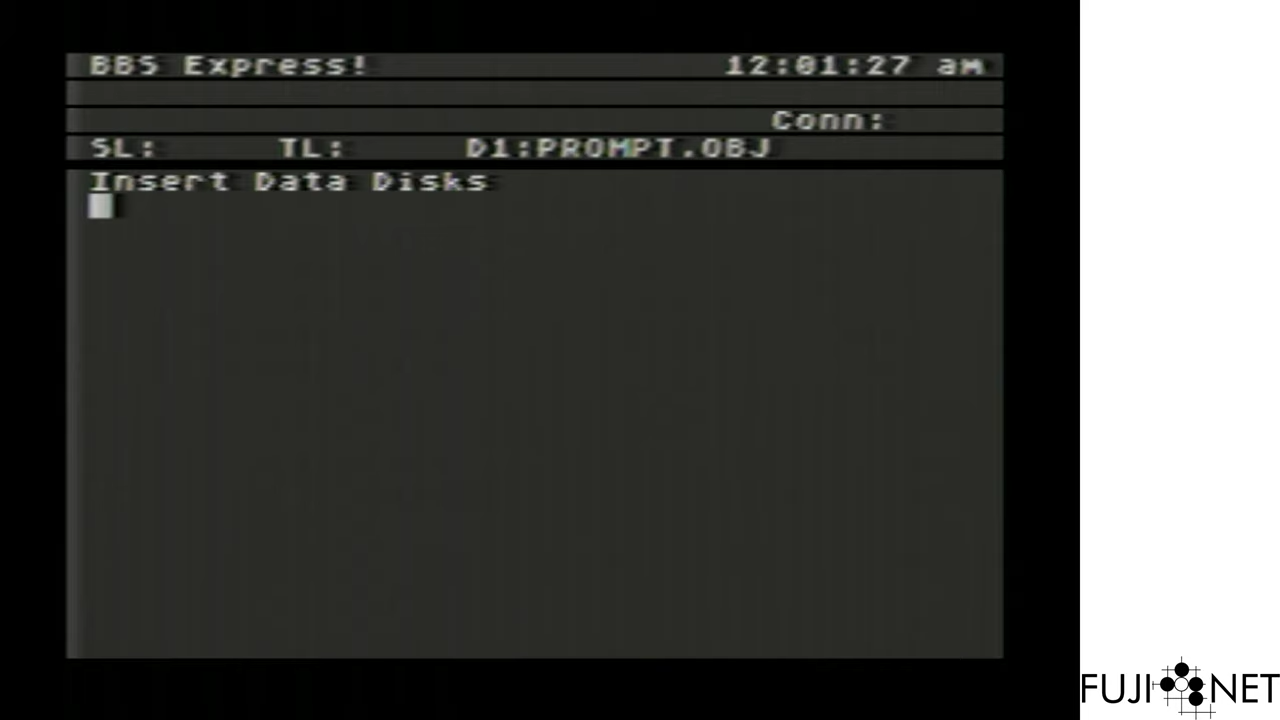 BBS Express! 12:01:27 am
Conn:
SL: TL: D1:PROMPT.OBJ
Insert Data Disks
FUJINET